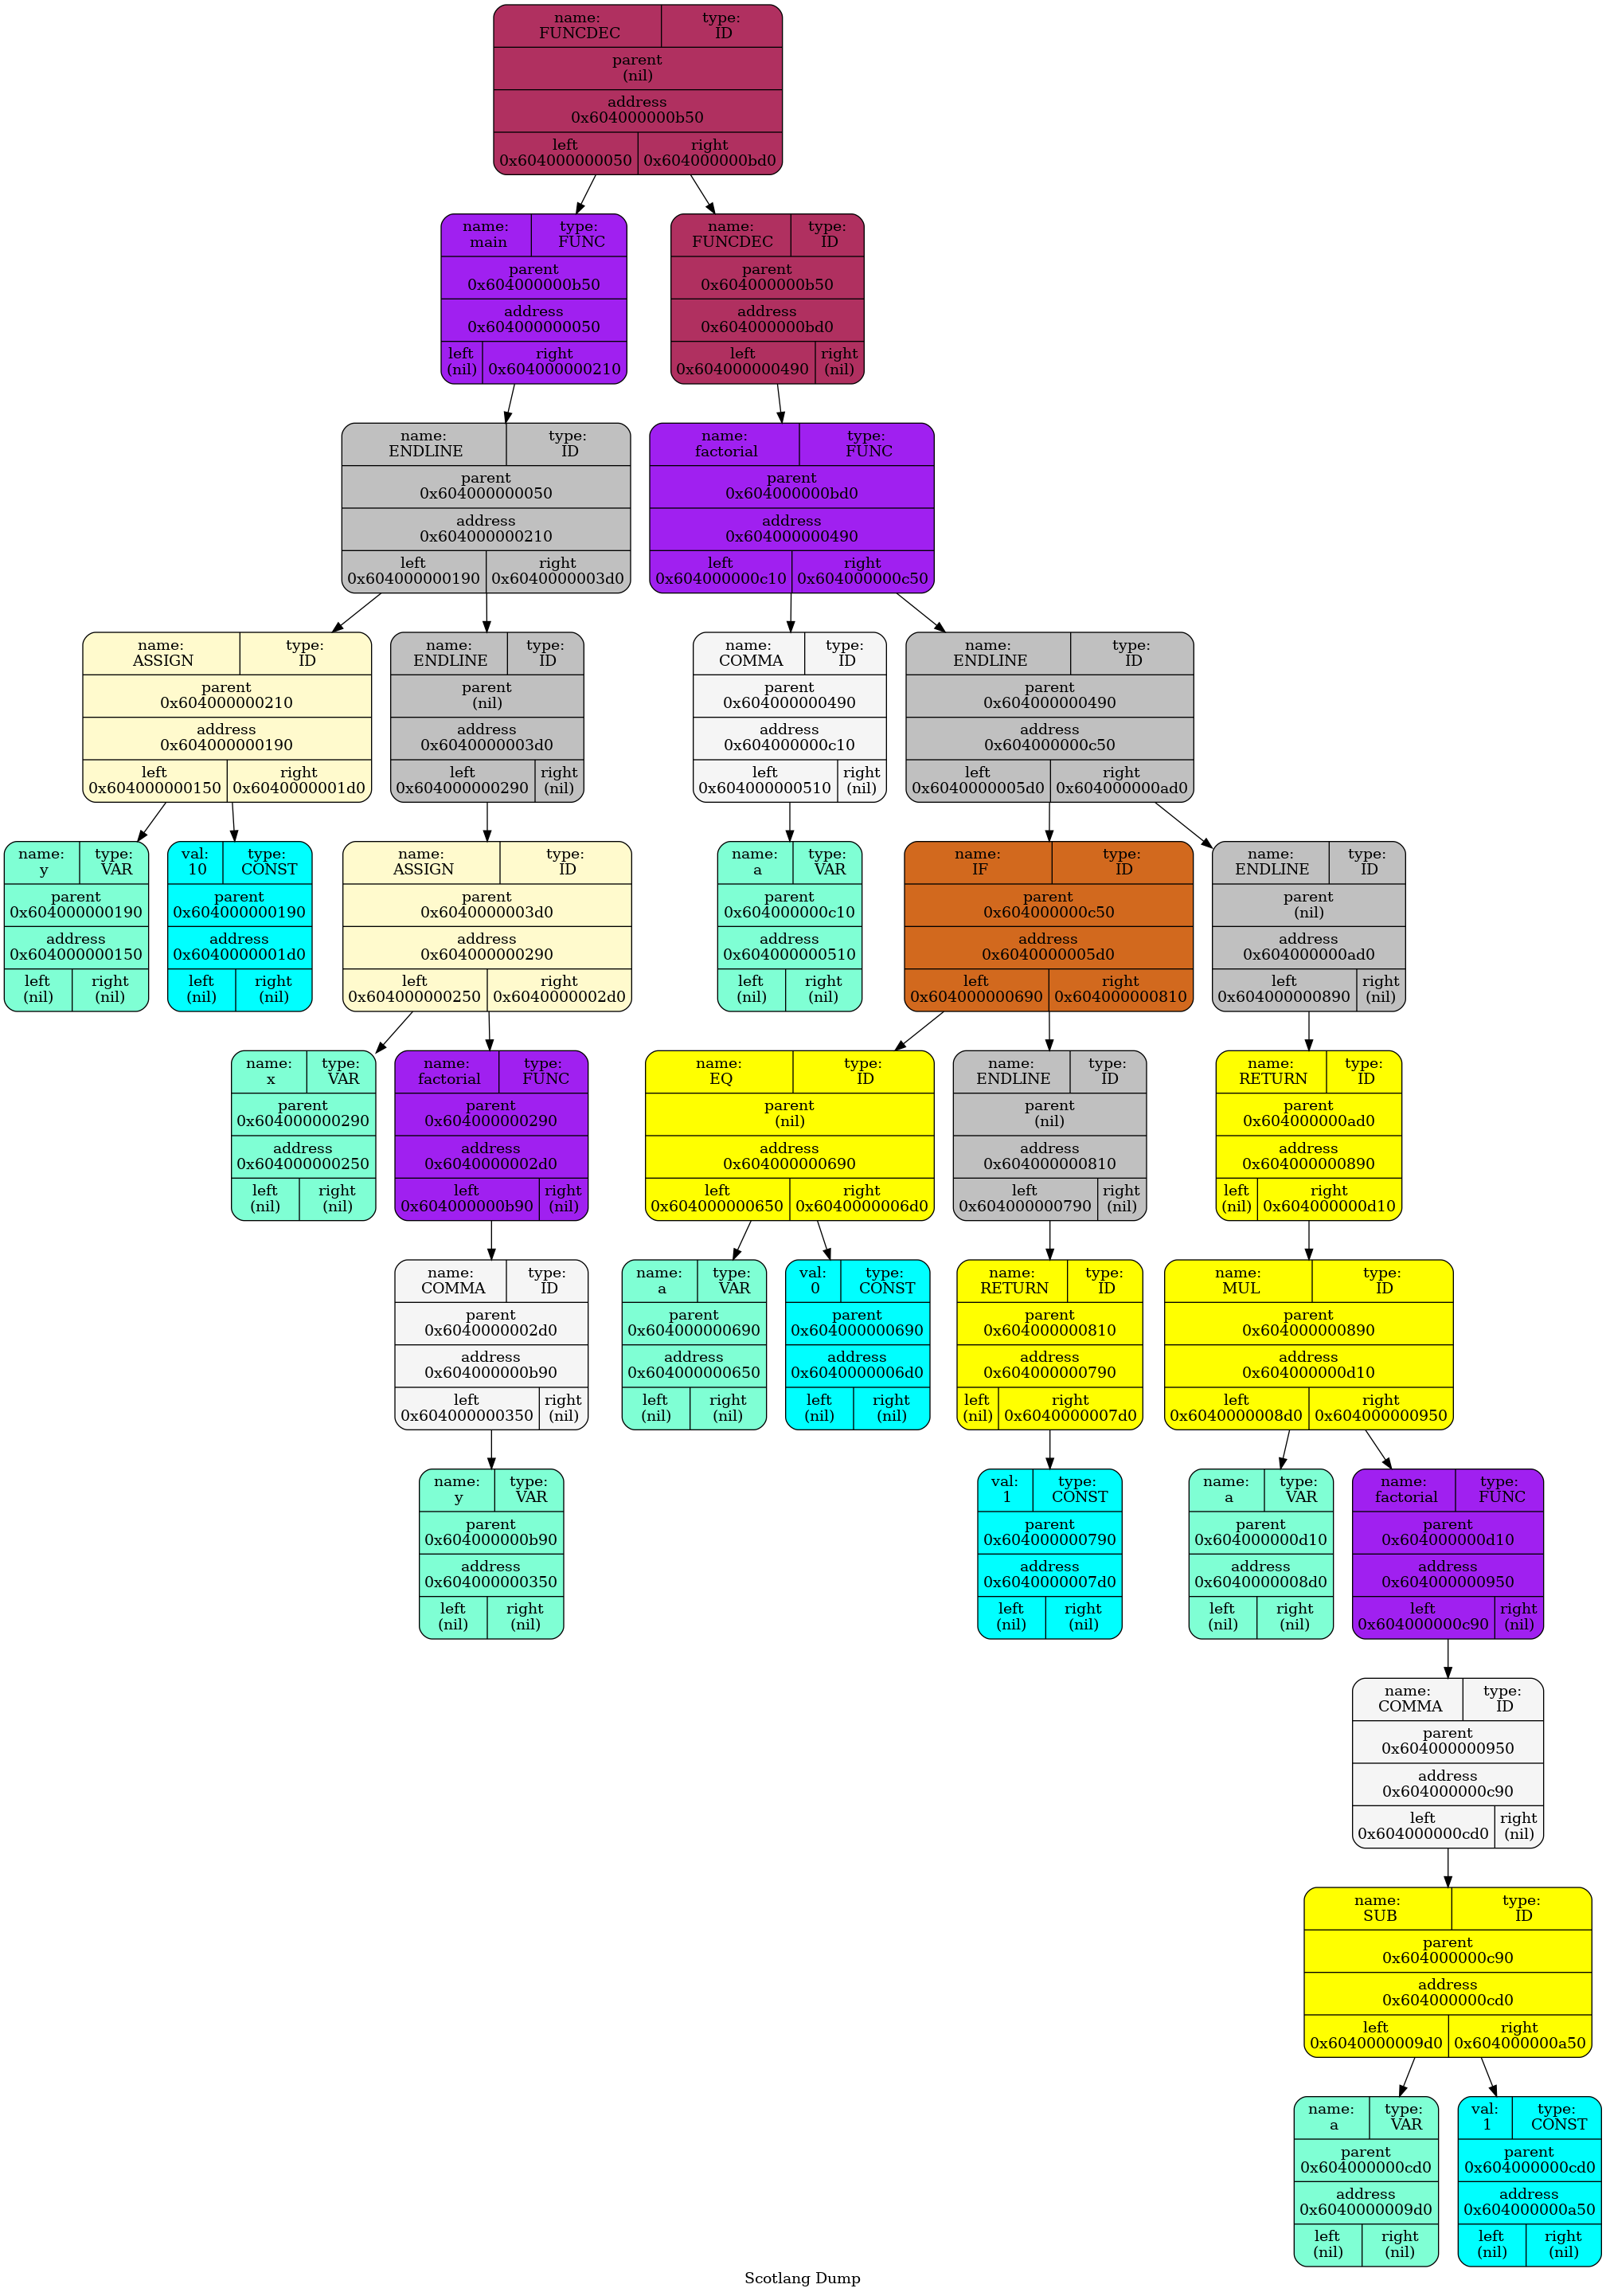 name:
FUNCDEC
type:
ID
parent
(nil)
address
0x604000000b50
left
0x604000000050
right
0x604000000bd0
name:
main
type:
FUNC
parent
0x604000000b50
address
0x604000000050
left
(nil)
right
0x604000000210
name:
FUNCDEC
type:
ID
parent
0x604000000b50
address
0x604000000bd0
left
0x604000000490
right
(nil)
name:
ENDLINE
type:
ID
parent
0x604000000050
address
0x604000000210
left
0x604000000190
right
0x6040000003d0
name:
factorial
type:
FUNC
parent
0x604000000bd0
address
0x604000000490
left
0x604000000c10
right
0x604000000c50
name:
ASSIGN
type:
ID
parent
0x604000000210
address
0x604000000190
left
0x604000000150
right
0x6040000001d0
name:
ENDLINE
type:
ID
parent
(nil)
address
0x6040000003d0
left
0x604000000290
right
(nil)
name:
COMMA
type:
ID
parent
0x604000000490
address
0x604000000c10
left
0x604000000510
right
(nil)
name:
ENDLINE
type:
ID
parent
0x604000000490
address
0x604000000c50
left
0x6040000005d0
right
0x604000000ad0
name:
y
type:
VAR
parent
0x604000000190
address
0x604000000150
left
(nil)
right
(nil)
val:
10
type:
CONST
parent
0x604000000190
address
0x6040000001d0
left
(nil)
right
(nil)
name:
ASSIGN
type:
ID
parent
0x6040000003d0
address
0x604000000290
left
0x604000000250
right
0x6040000002d0
name:
a
type:
VAR
parent
0x604000000c10
address
0x604000000510
left
(nil)
right
(nil)
name:
IF
type:
ID
parent
0x604000000c50
address
0x6040000005d0
left
0x604000000690
right
0x604000000810
name:
ENDLINE
type:
ID
parent
(nil)
address
0x604000000ad0
left
0x604000000890
right
(nil)
name:
x
type:
VAR
parent
0x604000000290
address
0x604000000250
left
(nil)
right
(nil)
name:
factorial
type:
FUNC
parent
0x604000000290
address
0x6040000002d0
left
0x604000000b90
right
(nil)
name:
EQ
type:
ID
parent
(nil)
address
0x604000000690
left
0x604000000650
right
0x6040000006d0
name:
ENDLINE
type:
ID
parent
(nil)
address
0x604000000810
left
0x604000000790
right
(nil)
name:
RETURN
type:
ID
parent
0x604000000ad0
address
0x604000000890
left
(nil)
right
0x604000000d10
name:
COMMA
type:
ID
parent
0x6040000002d0
address
0x604000000b90
left
0x604000000350
right
(nil)
name:
a
type:
VAR
parent
0x604000000690
address
0x604000000650
left
(nil)
right
(nil)
val:
0
type:
CONST
parent
0x604000000690
address
0x6040000006d0
left
(nil)
right
(nil)
name:
RETURN
type:
ID
parent
0x604000000810
address
0x604000000790
left
(nil)
right
0x6040000007d0
name:
MUL
type:
ID
parent
0x604000000890
address
0x604000000d10
left
0x6040000008d0
right
0x604000000950
name:
y
type:
VAR
parent
0x604000000b90
address
0x604000000350
left
(nil)
right
(nil)
val:
1
type:
CONST
parent
0x604000000790
address
0x6040000007d0
left
(nil)
right
(nil)
name:
a
type:
VAR
parent
0x604000000d10
address
0x6040000008d0
left
(nil)
right
(nil)
name:
factorial
type:
FUNC
parent
0x604000000d10
address
0x604000000950
left
0x604000000c90
right
(nil)
name:
COMMA
type:
ID
parent
0x604000000950
address
0x604000000c90
left
0x604000000cd0
right
(nil)
name:
SUB
type:
ID
parent
0x604000000c90
address
0x604000000cd0
left
0x6040000009d0
right
0x604000000a50
name:
a
type:
VAR
parent
0x604000000cd0
address
0x6040000009d0
left
(nil)
right
(nil)
val:
1
type:
CONST
parent
0x604000000cd0
address
0x604000000a50
left
(nil)
right
(nil)
Scotlang Dump